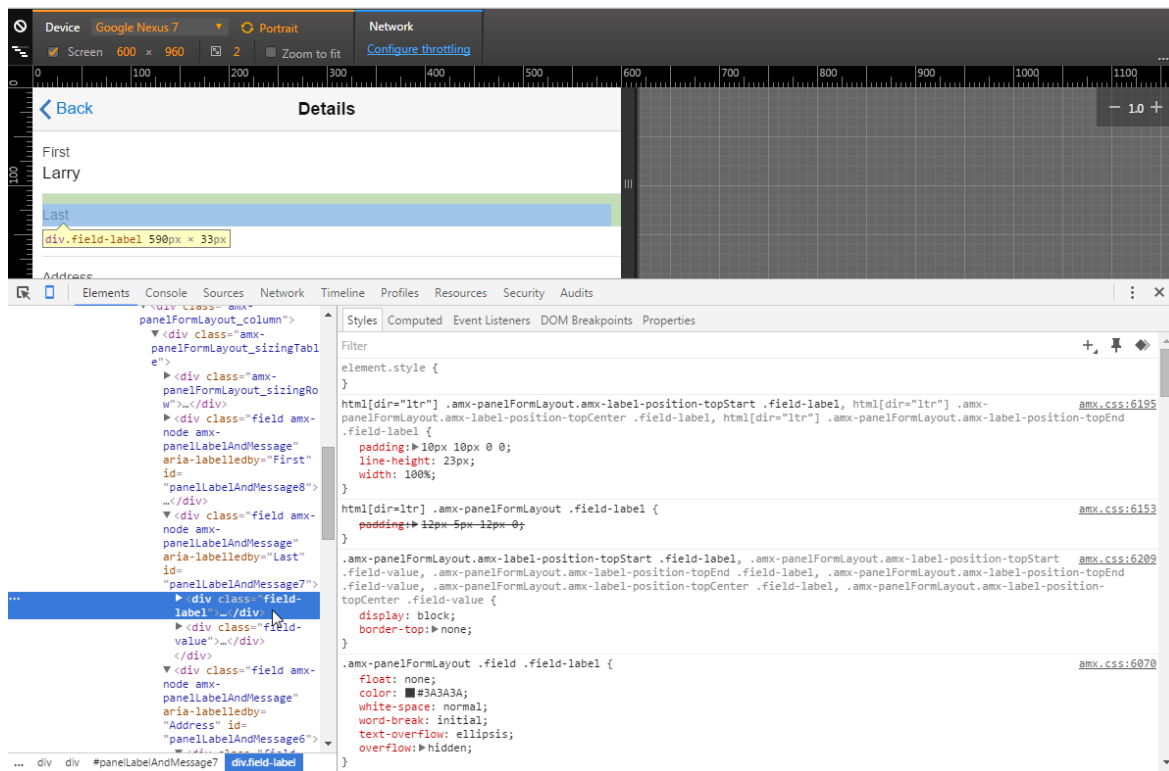 Device Google Nexus 7 ▼ Portrait Network
Screen 600 × 960 2 Zoom to fit Configure throttling
...
0 100 200 300 400 500 600 700 800 900 1000 1100
Back Details − 1.0 +
100
First
Larry
Last
div.field-label 590px × 33px
Address
Elements Console Sources Network Timeline Profiles Resources Security Audits
▼<div class="amx-
panelFormLayout_column">
▼<div class="amx-
panelFormLayout_sizingTabl
e">
▶<div class="amx-
panelFormLayout_sizingRo
w">…</div>
▶<div class="field amx-
node amx-
panelLabelAndMessage"
aria-labelledby="First"
id=
"panelLabelAndMessage8">
…</div>
▼<div class="field amx-
node amx-
panelLabelAndMessage"
aria-labelledby="Last"
id=
"panelLabelAndMessage7">
... ▶<div class="field-
label">…</div>
▶<div class="field-
value">…</div>
</div>
▼<div class="field amx-
node amx-
panelLabelAndMessage"
aria-labelledby=
"Address" id=
"panelLabelAndMessage6">
▼<div class="field-
... div div #panelLabelAndMessage7 div.field-label
Styles Computed Event Listeners DOM Breakpoints Properties
Filter
element.style {
}
html[dir="ltr"] .amx-panelFormLayout.amx-label-position-topStart .field-label, html[dir="ltr"] .amx- amx.css:6195
panelFormLayout.amx-label-position-topCenter .field-label, html[dir="ltr"] .amx-panelFormLayout.amx-label-position-topEnd
.field-label {
padding:▶10px 10px 0 0;
line-height: 23px;
width: 100%;
}
html[dir=ltr] .amx-panelFormLayout .field-label { amx.css:6153
padding:▶12px 5px 12px 0;
}
.amx-panelFormLayout.amx-label-position-topStart .field-label, .amx-panelFormLayout.amx-label-position-topStart amx.css:6209
.field-value, .amx-panelFormLayout.amx-label-position-topEnd .field-label, .amx-panelFormLayout.amx-label-position-topEnd
.field-value, .amx-panelFormLayout.amx-label-position-topCenter .field-label, .amx-panelFormLayout.amx-label-position-
topCenter .field-value {
display: block;
border-top:▶none;
}
.amx-panelFormLayout .field .field-label { amx.css:6070
float: none;
color: #3A3A3A;
white-space: normal;
word-break: initial;
text-overflow: ellipsis;
overflow:▶hidden;
}